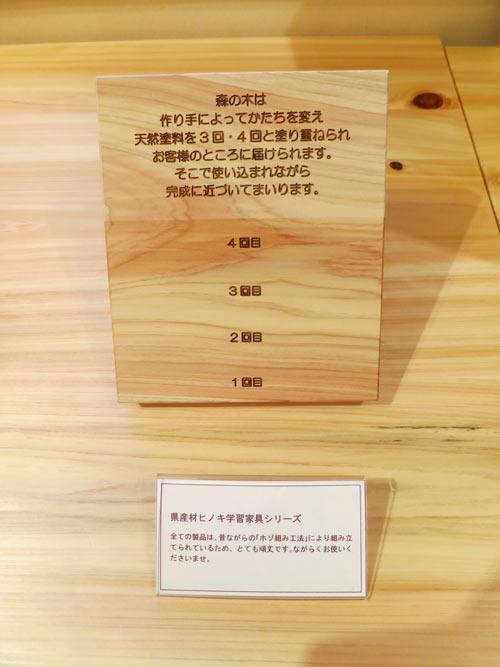 森の木は
作り手によってかたちを変え
天然塗料を3回・4回と塗り重ねられ
お客様のところに届けられます。
そこで使い込まれながら
完成に近づいてまいります。
4回目
3回目
2回目
1回目
県産材ヒノキ学習家具シリーズ
全ての製品は、昔ながらの「ホゾ組み工法」により組み立
てられているため、とても頑丈です。ながらくお使いく
ださいませ。